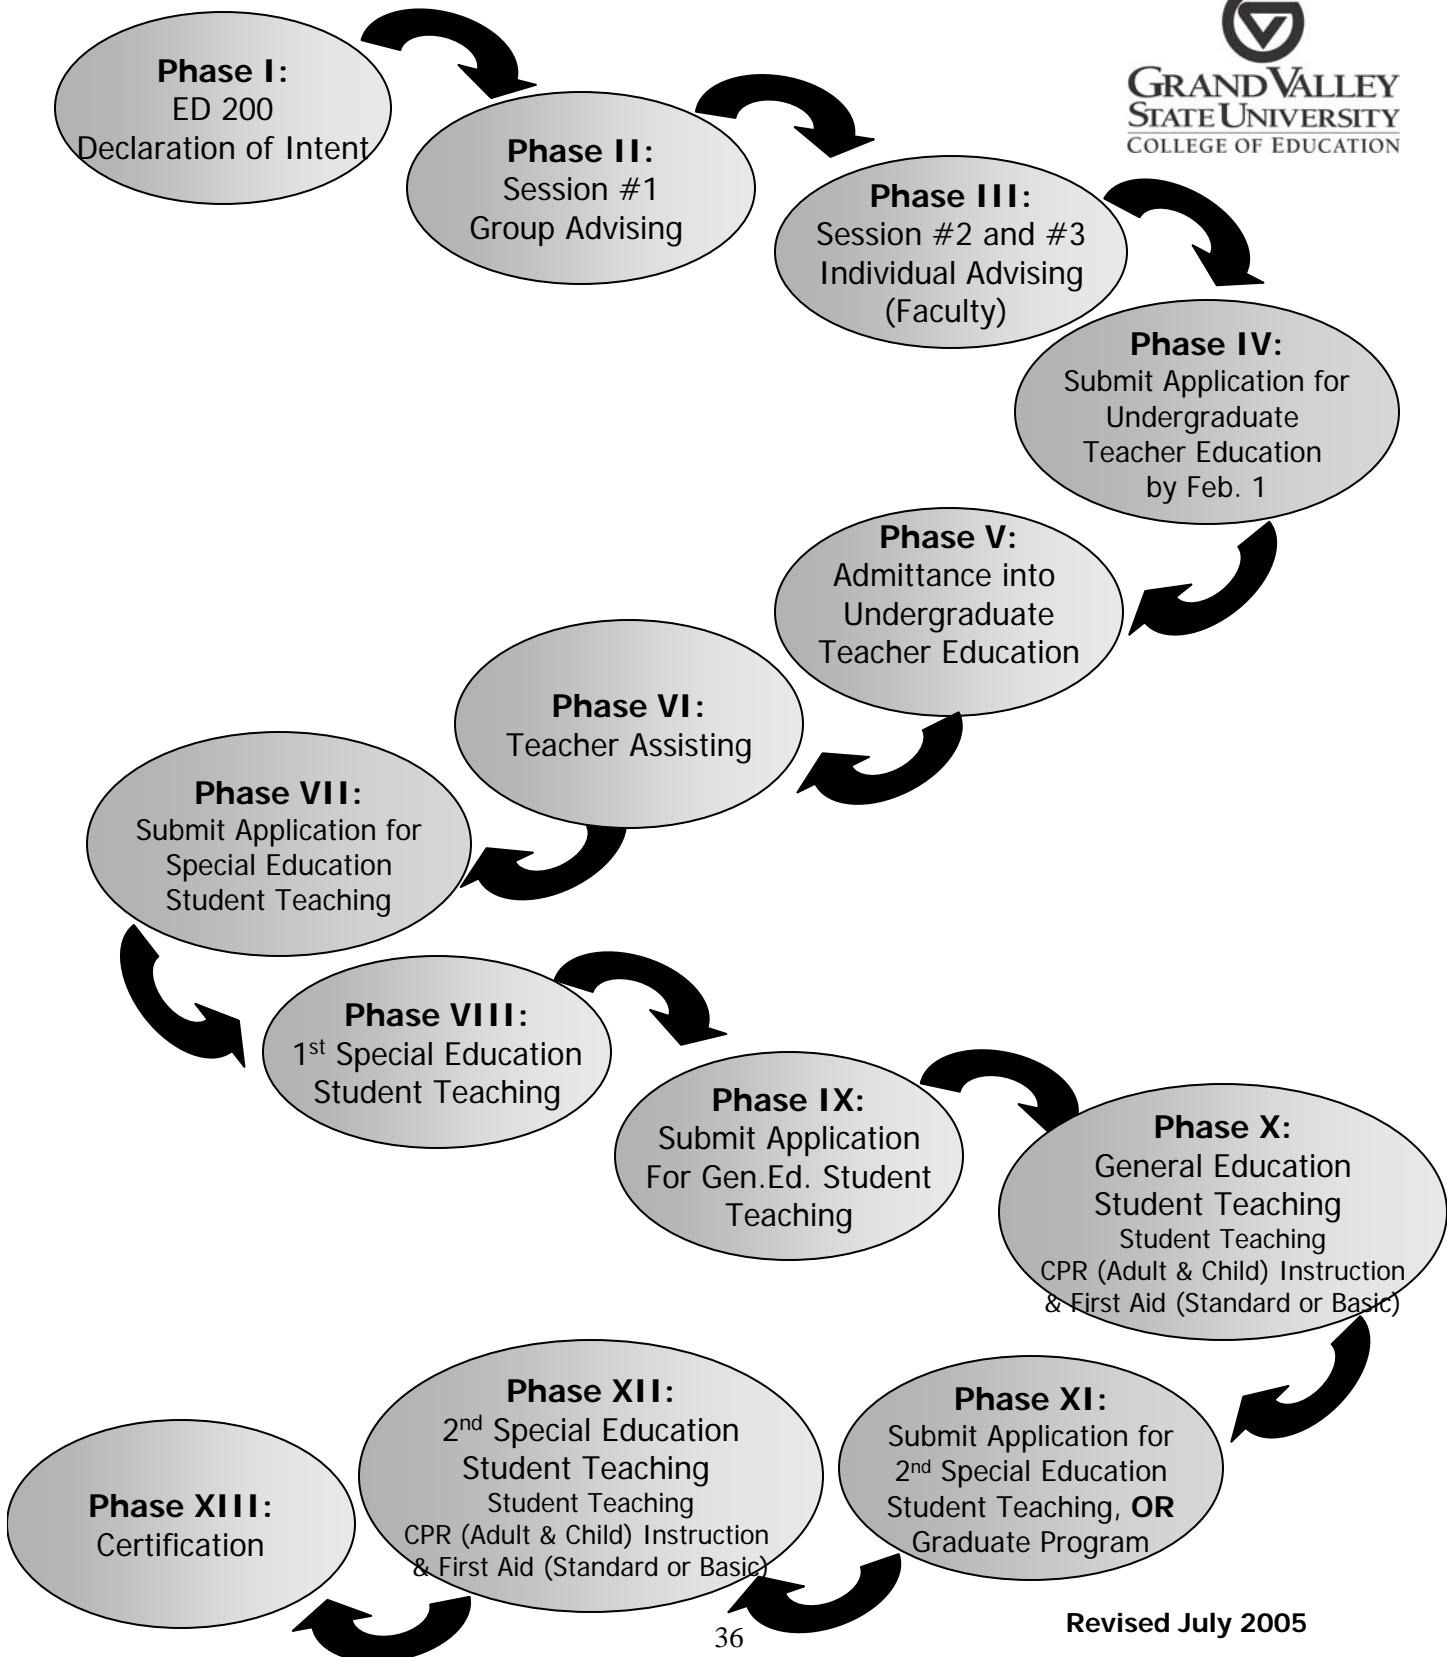 GRAND VALLEY
STATE UNIVERSITY
COLLEGE OF EDUCATION
Phase I:
ED 200
Declaration of Intent
Phase II:
Session #1
Group Advising
Phase III:
Session #2 and #3
Individual Advising
(Faculty)
Phase IV:
Submit Application for
Undergraduate
Teacher Education
by Feb. 1
Phase V:
Admittance into
Undergraduate
Teacher Education
Phase VI:
Teacher Assisting
Phase VII:
Submit Application for
Special Education
Student Teaching
Phase VIII:
1st Special Education
Student Teaching
Phase IX:
Submit Application
For Gen.Ed. Student
Teaching
Phase X:
General Education
Student Teaching
Student Teaching
CPR (Adult & Child) Instruction
& First Aid (Standard or Basic)
Phase XI:
Submit Application for
2nd Special Education
Student Teaching, OR
Graduate Program
Phase XII:
2nd Special Education
Student Teaching
Student Teaching
CPR (Adult & Child) Instruction
& First Aid (Standard or Basic)
Phase XIII:
Certification
36
Revised July 2005